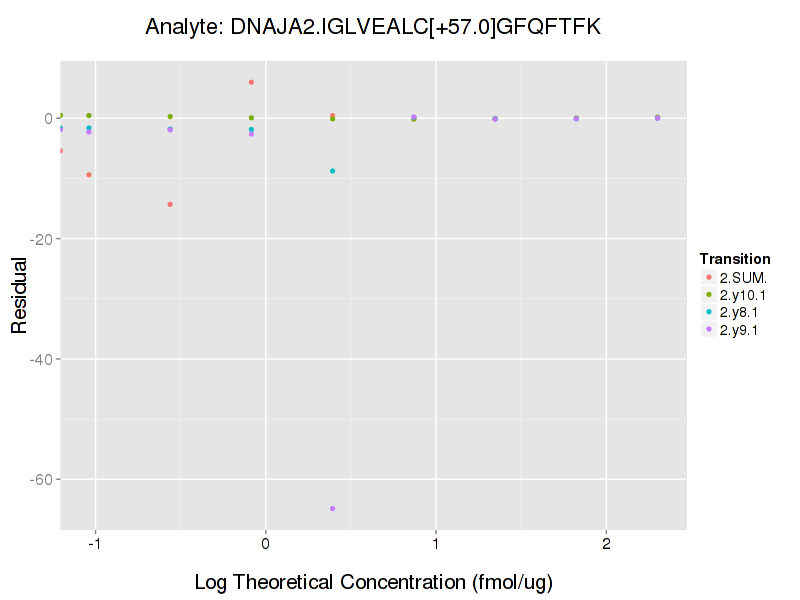 Analyte: DNAJA2.IGLVEALC[+57.0]GFQFTFK
0
-20
-40
-60
Residual
-1
0
1
2
Log Theoretical Concentration (fmol/ug)
Transition
2.SUM.
2.y10.1
2.y8.1
2.y9.1